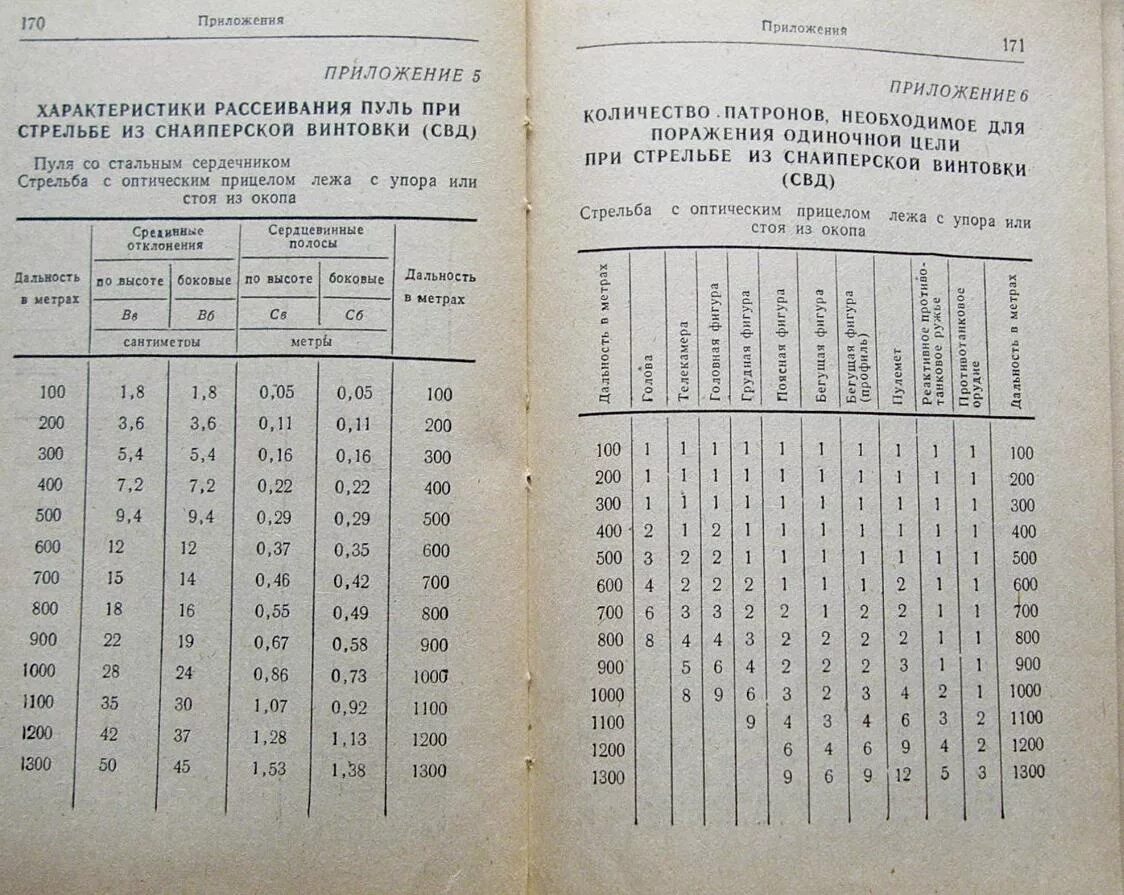 170
Приложения
ПРИЛОЖЕНИЕ 5
ХАРАКТЕРИСТИКИ РАССЕИВАНИЯ ПУЛЬ ПРИ
СТРЕЛЬБЕ ИЗ СНАЙПЕРСКОЙ ВИНТОВКИ (СВД)
Пуля со стальным сердечником
Стрельба с оптическим прицелом лежа с упора или
стоя из окопа
Дальность в метрах
Срединные отклонения
Сердцевинные полосы
Дальность в метрах
по высоте боковые по высоте боковые
Вв Вб Св Сб
сантиметры метры
100 1,8 1,8 0,05 0,05 100
200 3,6 3,6 0,11 0,11 200
300 5,4 5,4 0,16 0,16 300
400 7,2 7,2 0,22 0,22 400
500 9,4 9,4 0,29 0,29 500
600 12 12 0,37 0,35 600
700 15 14 0,46 0,42 700
800 18 16 0,55 0,49 800
900 22 19 0,67 0,58 900
1000 28 24 0,86 0,73 1000
1100 35 30 1,07 0,92 1100
1200 42 37 1,28 1,13 1200
1300 50 45 1,53 1,38 1300
Приложения
171
ПРИЛОЖЕНИЕ 6
КОЛИЧЕСТВО ПАТРОНОВ, НЕОБХОДИМОЕ ДЛЯ
ПОРАЖЕНИЯ ОДИНОЧНОЙ ЦЕЛИ
ПРИ СТРЕЛЬБЕ ИЗ СНАЙПЕРСКОЙ ВИНТОВКИ
(СВД)
Стрельба с оптическим прицелом лежа с упора или
стоя из окопа
Дальность в метрах
Голова
Телекамера
Головная фигура
Грудная фигура
Поясная фигура
Бегущая фигура
Бегущая фигура
(профиль)
Пулемет
Реактивное противо-
танковое ружье
Противотанковое
орудие
Дальность в метрах
100 1 1 1 1 1 1 1 1 1 1 100
200 1 1 1 1 1 1 1 1 1 1 200
300 1 1 1 1 1 1 1 1 1 1 300
400 2 1 2 1 1 1 1 1 1 1 400
500 3 2 2 1 1 1 1 1 1 1 500
600 4 2 2 2 1 1 1 2 1 1 600
700 6 3 3 2 2 1 2 2 1 1 700
800 8 4 4 3 2 2 2 2 1 1 800
900 5 6 4 2 2 2 3 1 1 900
1000 8 9 6 3 2 3 4 2 1 1000
1100 9 4 3 4 6 3 2 1100
1200 6 4 6 9 4 2 1200
1300 9 6 9 12 5 3 1300